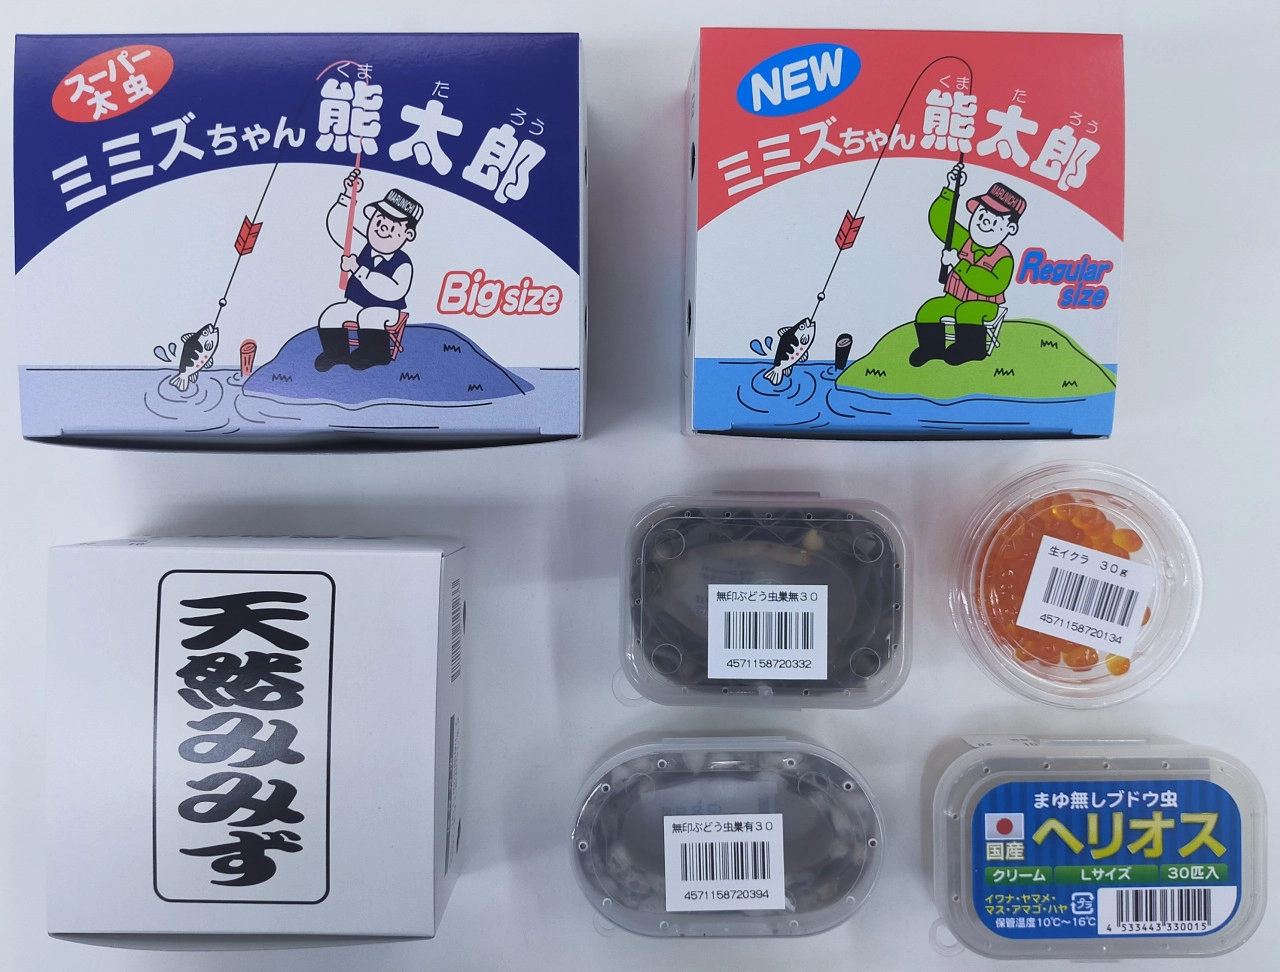 スーパー
太虫
くま た ろう
ミミズちゃん 熊太郎
MARUNICHI
Big size
NEW
くま た ろう
ミミズちゃん 熊太郎
MARUNICHI
Regular
size
天鮎みみず
無印ぶどう虫巣無30
4571158720332
生イクラ 30g
4571158720134
無印ぶどう虫巣有30
4571158720394
まゆ無しブドウ虫
国産
ヘリオス
クリーム
Lサイズ
30匹入
イワナ・ヤマメ・
マス・アマゴ・ハヤ
プラ
保管温度10℃〜16℃
4 533443 330015